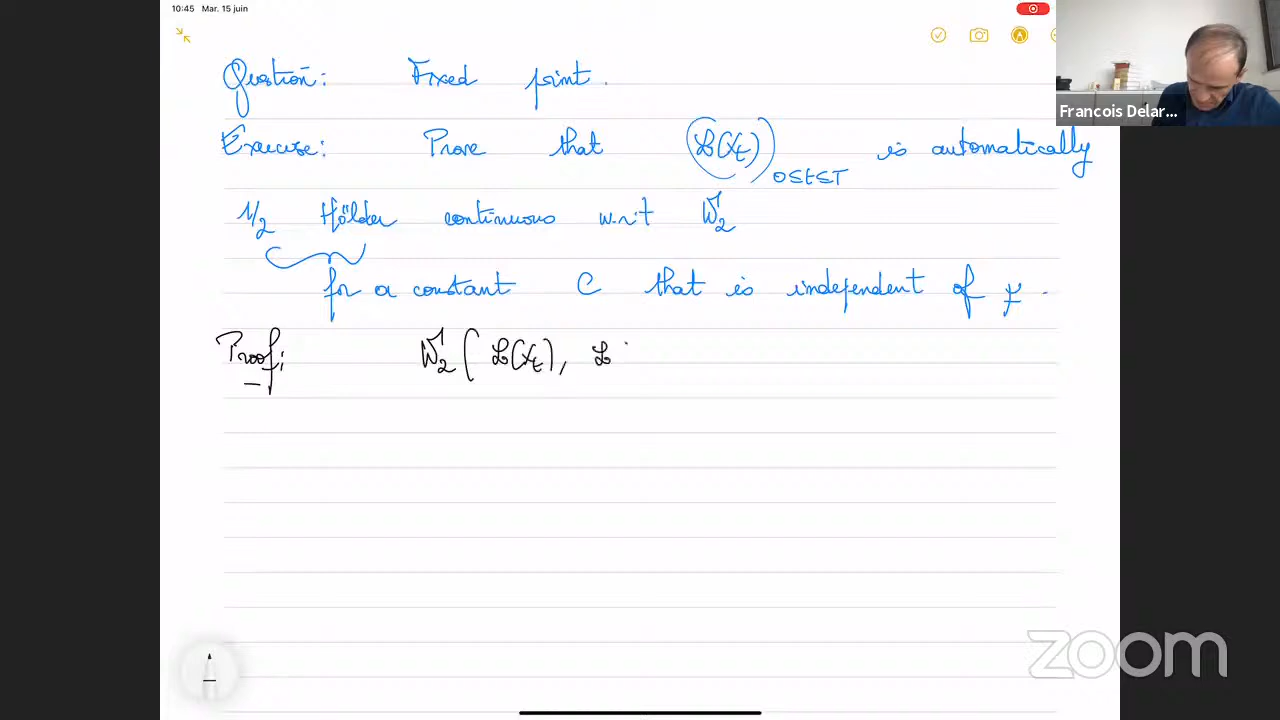 10:45 Mar. 15 juin
Question: Fixed point.
Exercise: Prove that (ℒ(X_t))_{0≤t≤T} is automatically
1/2 Hölder continuous w.r.t W_2
for a constant C that is independent of
Proof: W_2(ℒ(X_t), ℒ
Francois Delar...
zoom